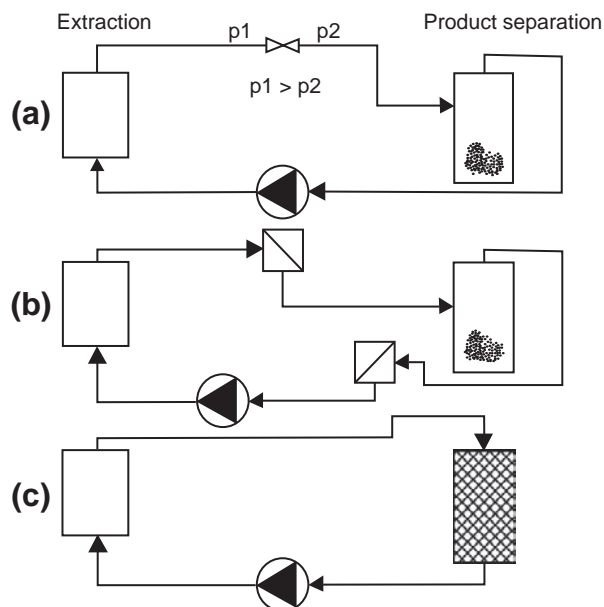 Extraction
Product separation
p1 p2
p1 > p2
(a)
(b)
(c)